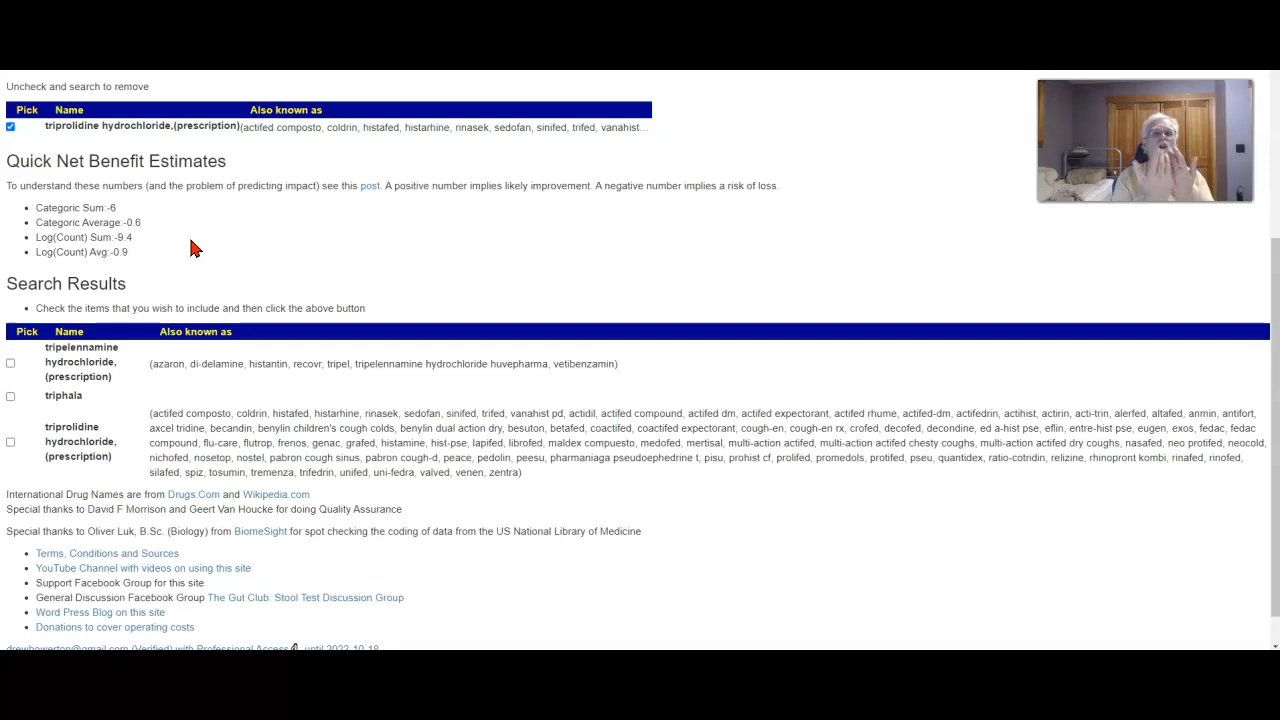 Uncheck and search to remove
Pick Name Also known as
triprolidine hydrochloride,(prescription) (actifed composto, coldrin, histafed, histarhine, rinasek, sedofan, sinifed, trifed, vanahist...
Quick Net Benefit Estimates
To understand these numbers (and the problem of predicting impact) see this post. A positive number implies likely improvement. A negative number implies a risk of loss.
Categoric Sum:-6
Categoric Average:-0.6
Log(Count) Sum:-9.4
Log(Count) Avg:-0.9
Search Results
Check the items that you wish to include and then click the above button
Pick Name Also known as
tripelennamine
hydrochloride,
(prescription)
(azaron, di-delamine, histantin, recovr, tripel, tripelennamine hydrochloride huvepharma, vetibenzamin)
triphala
triprolidine
hydrochloride,
(prescription)
(actifed composto, coldrin, histafed, histarhine, rinasek, sedofan, sinifed, trifed, vanahist pd, actidil, actifed compound, actifed dm, actifed expectorant, actifed rhume, actifed-dm, actifedrin, actihist, actirin, acti-trin, alerfed, altafed, anmin, antifort,
axcel tridine, becandin, benylin children's cough colds, benylin dual action dry, besuton, betafed, coactifed, coactifed expectorant, cough-en, cough-en rx, crofed, decofed, decondine, ed a-hist pse, eflin, entre-hist pse, eugen, exos, fedac, fedac
compound, flu-care, flutrop, frenos, genac, grafed, histamine, hist-pse, lapifed, librofed, maldex compuesto, medofed, mertisal, multi-action actifed, multi-action actifed chesty coughs, multi-action actifed dry coughs, nasafed, neo protifed, neocold,
nichofed, nosetop, nostel, pabron cough sinus, pabron cough-d, peace, pedolin, peesu, pharmaniaga pseudoephedrine t, pisu, prohist cf, prolifed, promedols, protifed, pseu, quantidex, ratio-cotridin, relizine, rhinopront kombi, rinafed, rinofed,
silafed, spiz, tosumin, tremenza, trifedrin, unifed, uni-fedra, valved, venen, zentra)
International Drug Names are from Drugs.Com and Wikipedia.com
Special thanks to David F Morrison and Geert Van Houcke for doing Quality Assurance
Special thanks to Oliver Luk, B.Sc. (Biology) from BiomeSight for spot checking the coding of data from the US National Library of Medicine
Terms, Conditions and Sources
YouTube Channel with videos on using this site
Support Facebook Group for this site
General Discussion Facebook Group The Gut Club: Stool Test Discussion Group
Word Press Blog on this site
Donations to cover operating costs
drewhowerton@gmail.com (Verified) with Professional Access until 2022-10-18